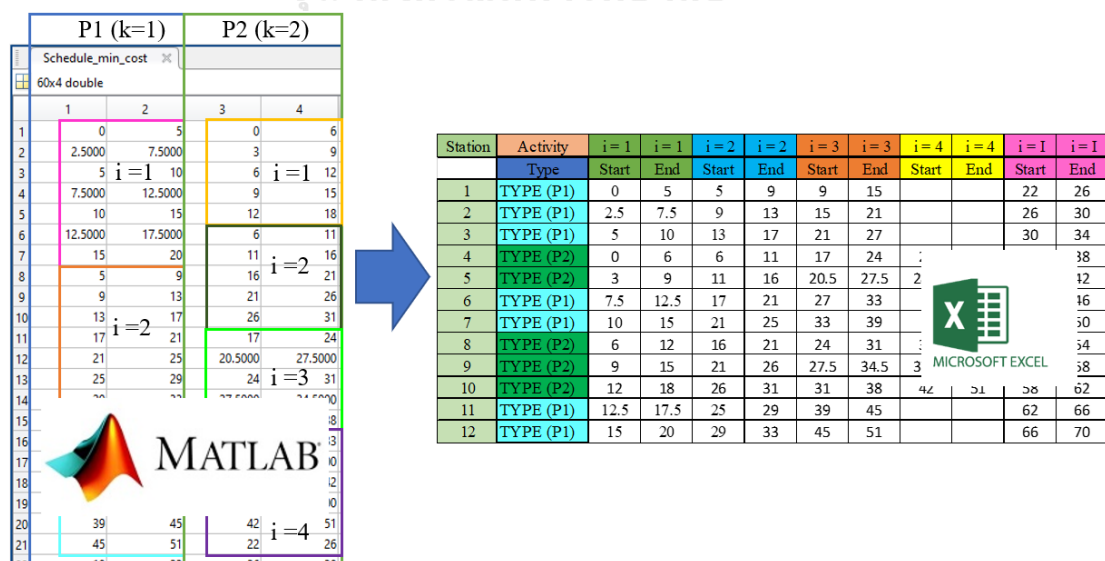 P1 (k=1) P2 (k=2)
Schedule_min_cost
60x4 double
1 2 3 4
1 0 5 0 6
2 2.5000 7.5000 3 9
3 5 10 6 12
4 7.5000 12.5000 9 15
5 10 15 12 18
6 12.5000 17.5000 6 11
7 15 20 11 16
8 5 9 16 21
9 9 13 21 26
10 13 17 26 31
11 17 21 17 24
12 21 25 20.5000 27.5000
13 25 29 24 31
14
15
16
17
18
19
20 39 45 42 51
21 45 51 22 26
i =1
i =1
i =2
i =2
i =3
i =4
MATLAB
Station Activity i = 1 i = 1 i = 2 i = 2 i = 3 i = 3 i = 4 i = 4 i = I i = I
Type Start End Start End Start End Start End Start End
1 TYPE (P1) 0 5 5 9 9 15 22 26
2 TYPE (P1) 2.5 7.5 9 13 15 21 26 30
3 TYPE (P1) 5 10 13 17 21 27 30 34
4 TYPE (P2) 0 6 6 11 17 24
5 TYPE (P2) 3 9 11 16 20.5 27.5
6 TYPE (P1) 7.5 12.5 17 21 27 33
7 TYPE (P1) 10 15 21 25 33 39
8 TYPE (P2) 6 12 16 21 24 31
9 TYPE (P2) 9 15 21 26 27.5 34.5
10 TYPE (P2) 12 18 26 31 31 38 42 51 58 62
11 TYPE (P1) 12.5 17.5 25 29 39 45 62 66
12 TYPE (P1) 15 20 29 33 45 51 66 70
X
MICROSOFT EXCEL